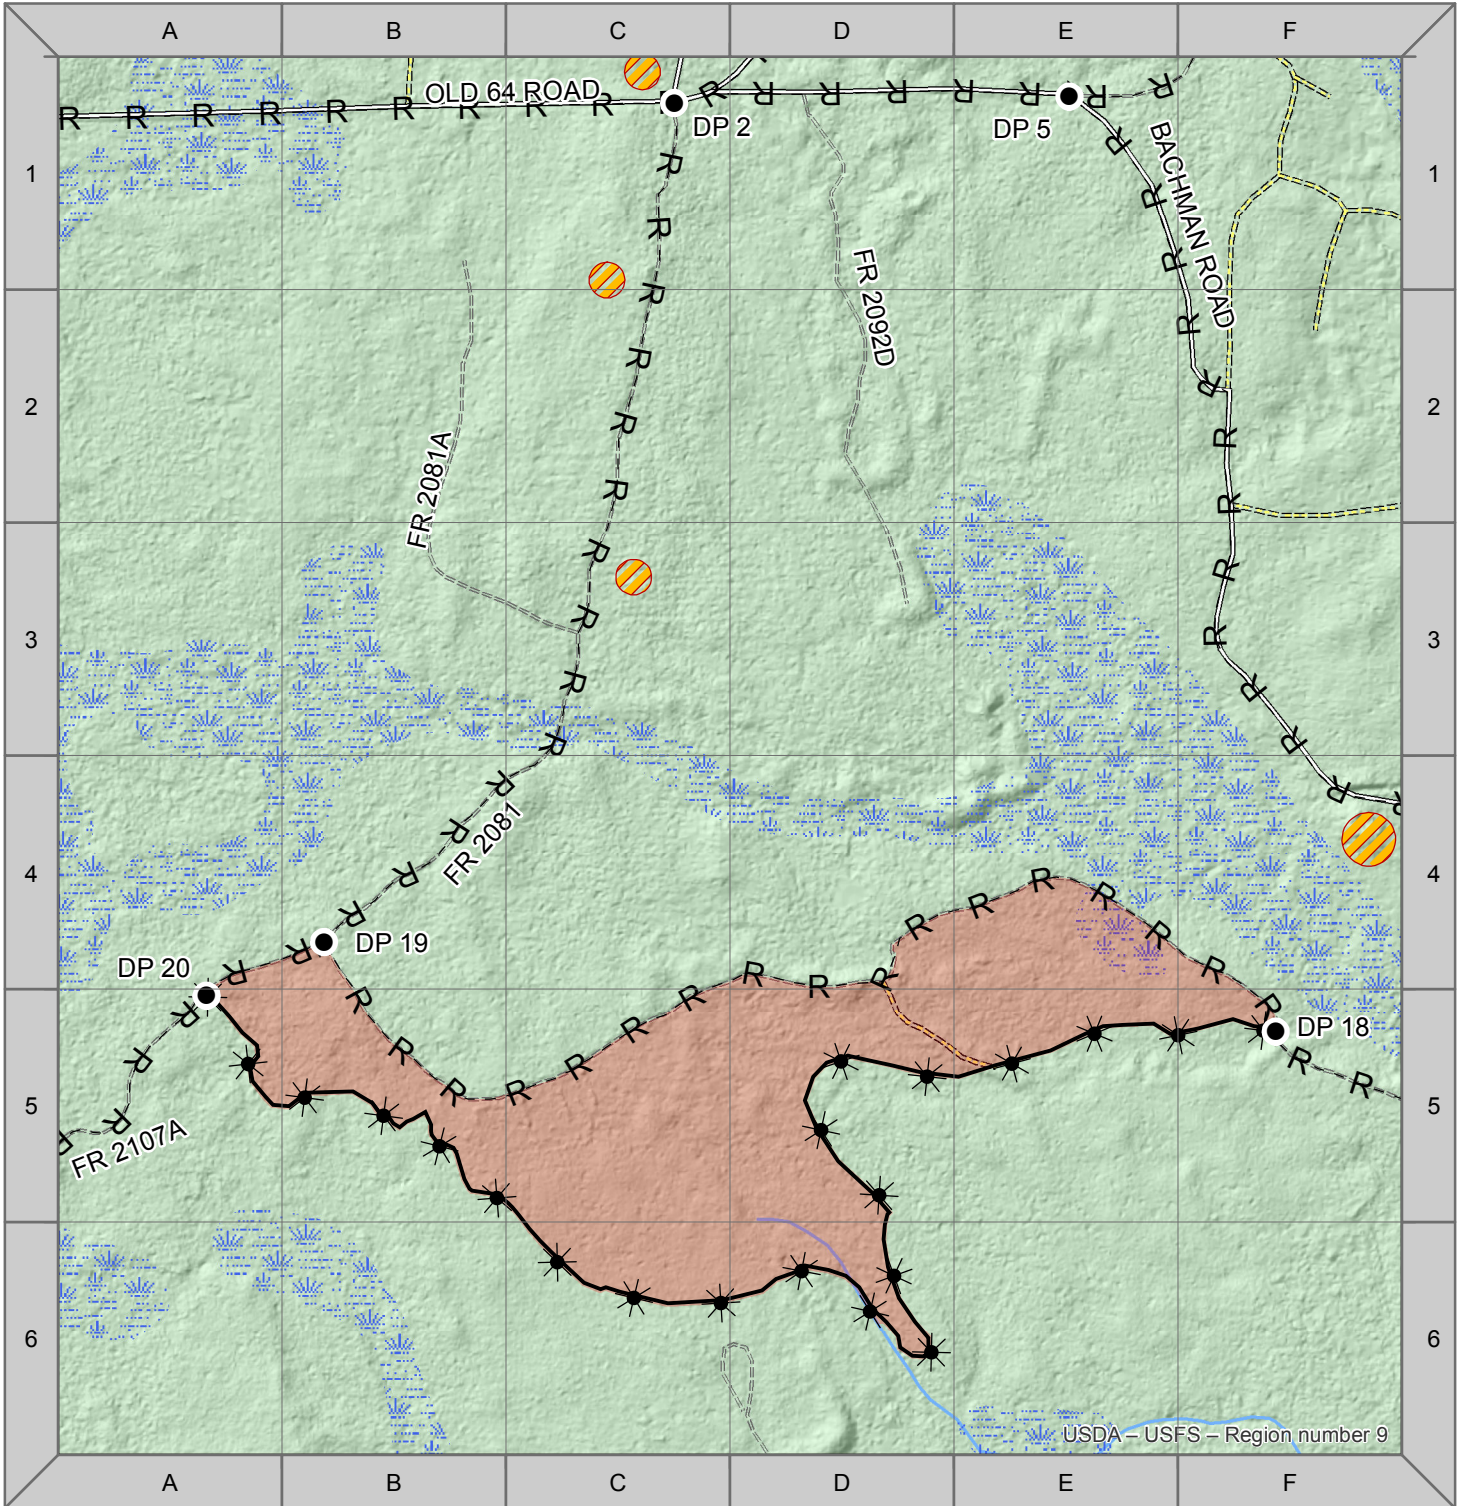 A B C D E F
OLD 64 ROAD
R R R R R R R R R R R R R R R R R
DP 2
DP 5
1 1
BACHMAN ROAD
R R R R R R R R R R R R R R
FR 2092D
R R R R R R R R R R
2 2
FR 2081A
3 3
R R R R R
FR 2081
4 4
DP 19
DP 20
R R R R R R R R R R R R R R R R R R R R
DP 18
R R
5 5
R R R R
FR 2107A
6 6
USDA – USFS – Region number 9
A B C D E F